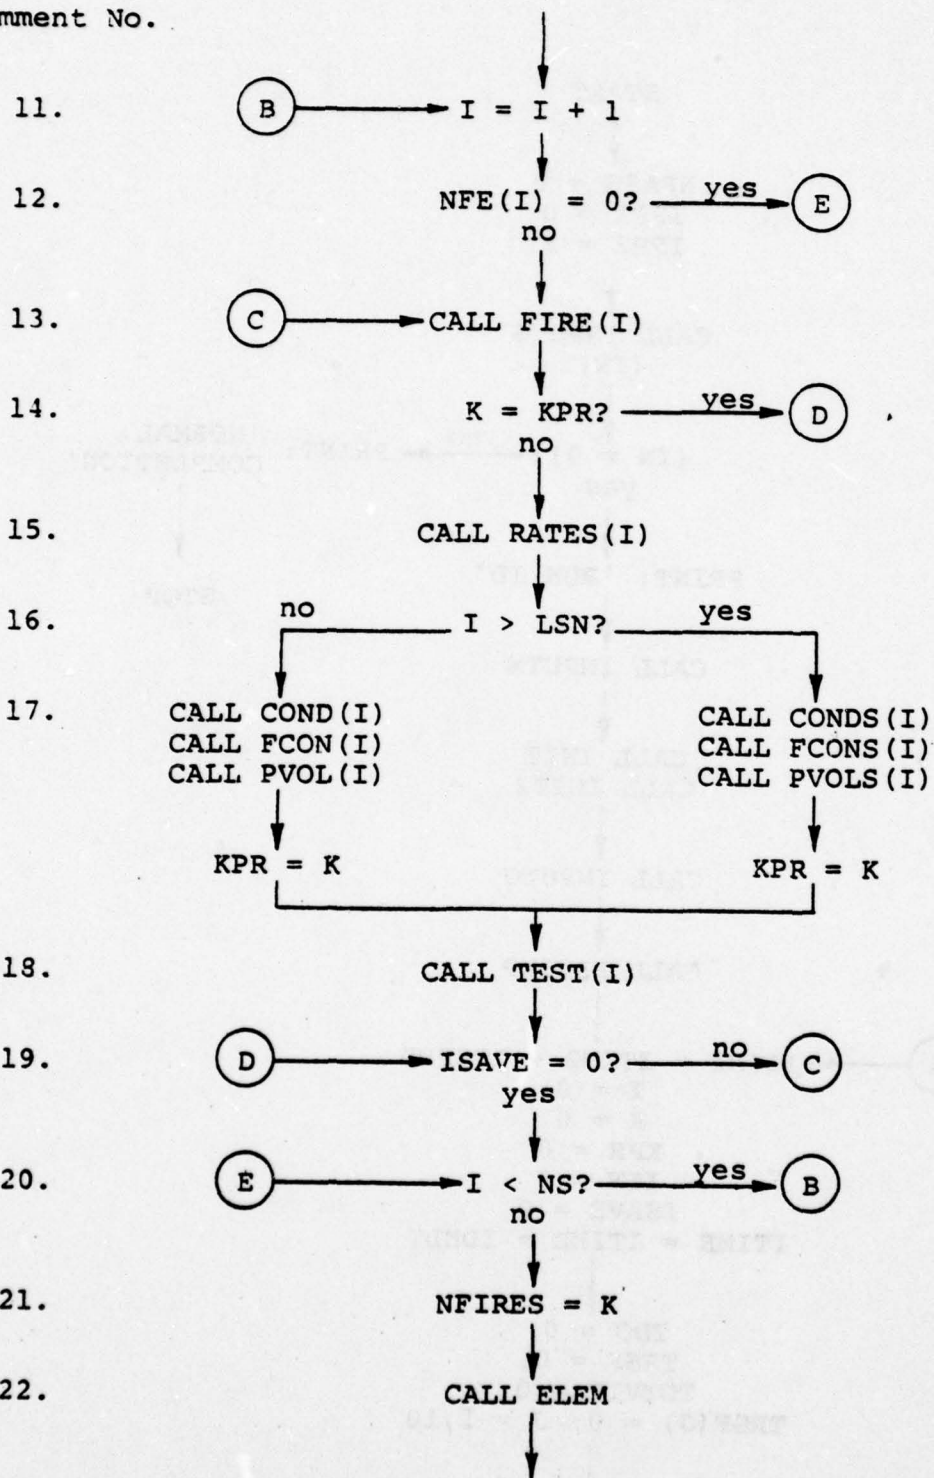 mment No.
11. B I = I + 1
12. NFE(I) = 0? yes E
no
13. C CALL FIRE(I)
14. K = KPR? yes D
no
15. CALL RATES(I)
16. no I > LSN? yes
17. CALL COND(I) CALL CONDS(I)
CALL FCON(I) CALL FCONS(I)
CALL PVOL(I) CALL PVOLS(I)
KPR = K KPR = K
18. CALL TEST(I)
19. D ISAVE = 0? no C
yes
20. E I < NS? yes B
no
21. NFIRES = K
22. CALL ELEM